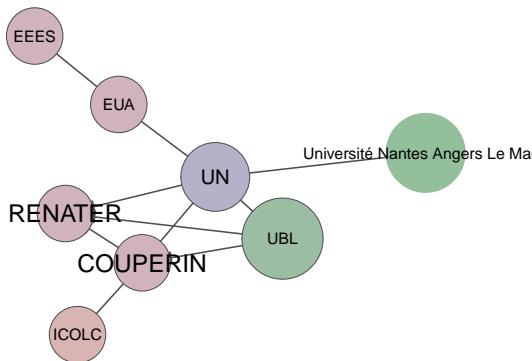 EEES
EUA
Université Nantes Angers Le Ma
UN
RENATER
UBL
COUPERIN
ICOLC